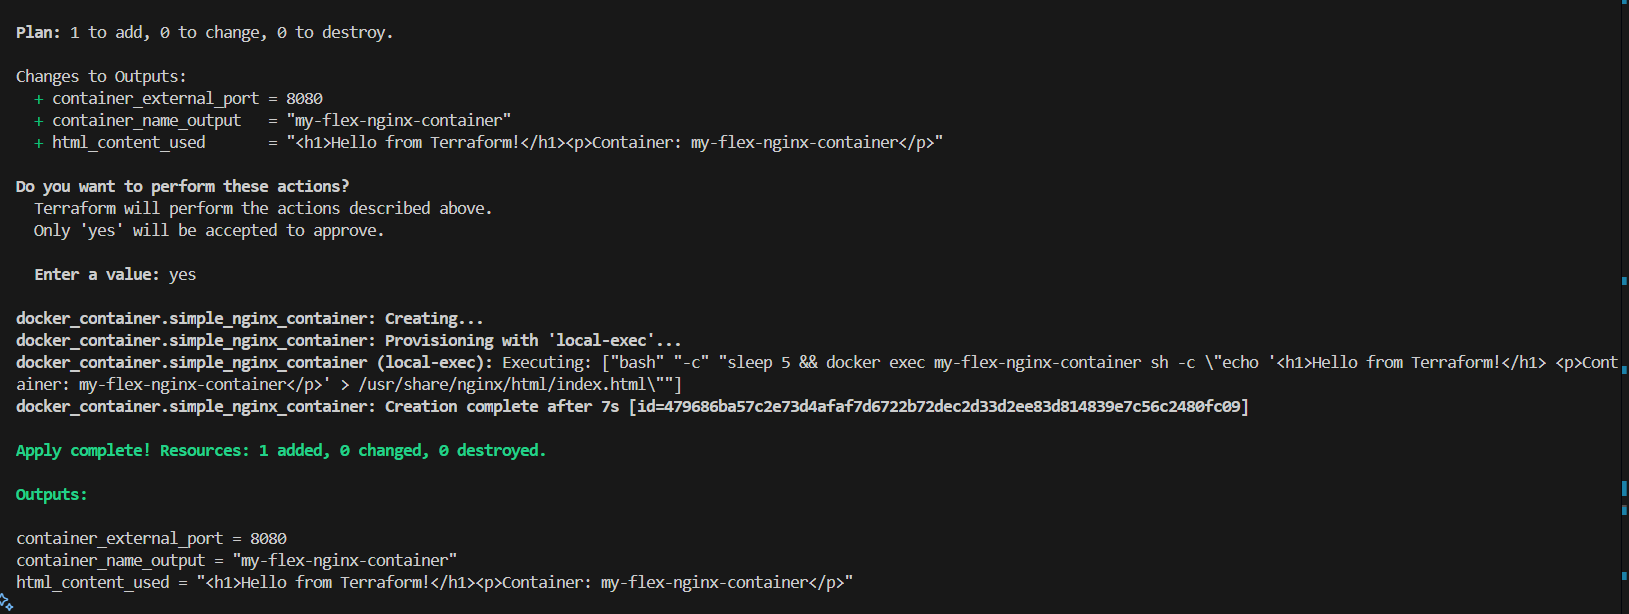 Plan: 1 to add, 0 to change, 0 to destroy.
Changes to Outputs:
  + container_external_port = 8080
  + container_name_output   = "my-flex-nginx-container"
  + html_content_used       = "<h1>Hello from Terraform!</h1><p>Container: my-flex-nginx-container</p>"
Do you want to perform these actions?
  Terraform will perform the actions described above.
  Only 'yes' will be accepted to approve.
  Enter a value: yes
docker_container.simple_nginx_container: Creating...
docker_container.simple_nginx_container: Provisioning with 'local-exec'...
docker_container.simple_nginx_container (local-exec): Executing: ["bash" "-c" "sleep 5 && docker exec my-flex-nginx-container sh -c \"echo '<h1>Hello from Terraform!</h1> <p>Cont
ainer: my-flex-nginx-container</p>' > /usr/share/nginx/html/index.html\""]
docker_container.simple_nginx_container: Creation complete after 7s [id=479686ba57c2e73d4afaf7d6722b72dec2d33d2ee83d814839e7c56c2480fc09]
Apply complete! Resources: 1 added, 0 changed, 0 destroyed.
Outputs:
container_external_port = 8080
container_name_output = "my-flex-nginx-container"
html_content_used = "<h1>Hello from Terraform!</h1><p>Container: my-flex-nginx-container</p>"